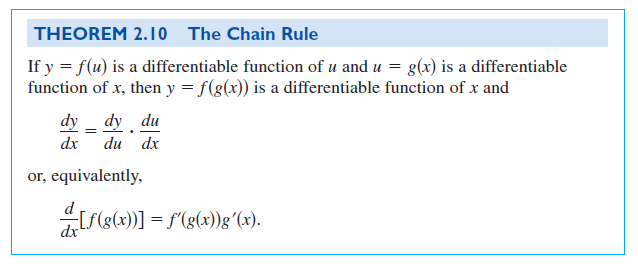 THEOREM 2.10 The Chain Rule
If y = f(u) is a differentiable function of u and u = g(x) is a differentiable
function of x, then y = f(g(x)) is a differentiable function of x and
dy/dx = dy/du · du/dx
or, equivalently,
d/dx[f(g(x))] = f′(g(x))g′(x).